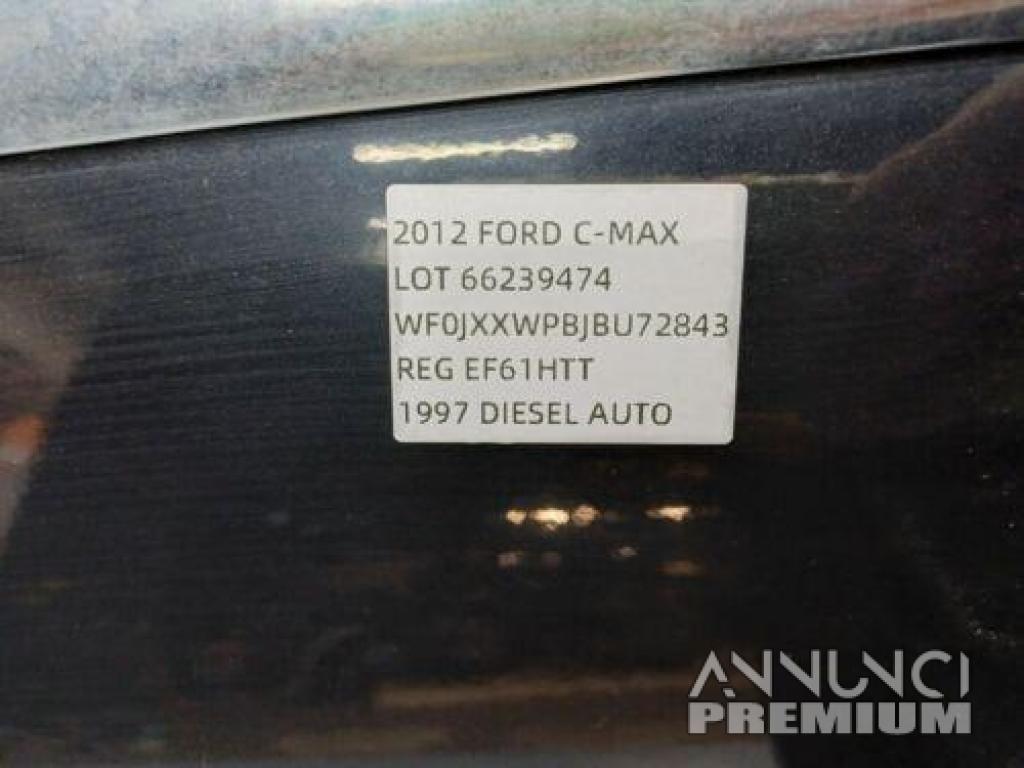 2012 FORD C-MAX
LOT 66239474
WF0JXXWPBJBU72843
REG EF61HTT
1997 DIESEL AUTO
ANNUNCI
PREMIUM